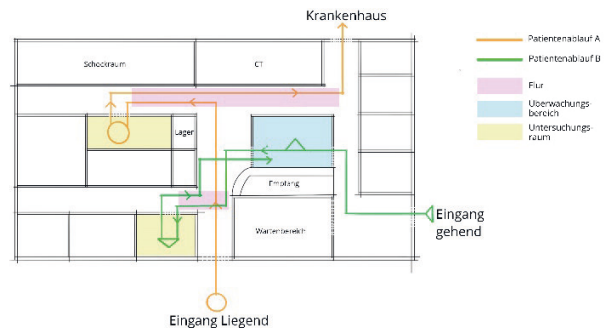 Krankenhaus
Schockraum
CT
Lager
Empfang
Wartenbereich
Eingang
gehend
Eingang Liegend
Patientenablauf A
Patientenablauf B
Flur
Überwachungs-
bereich
Untersuchungs-
raum